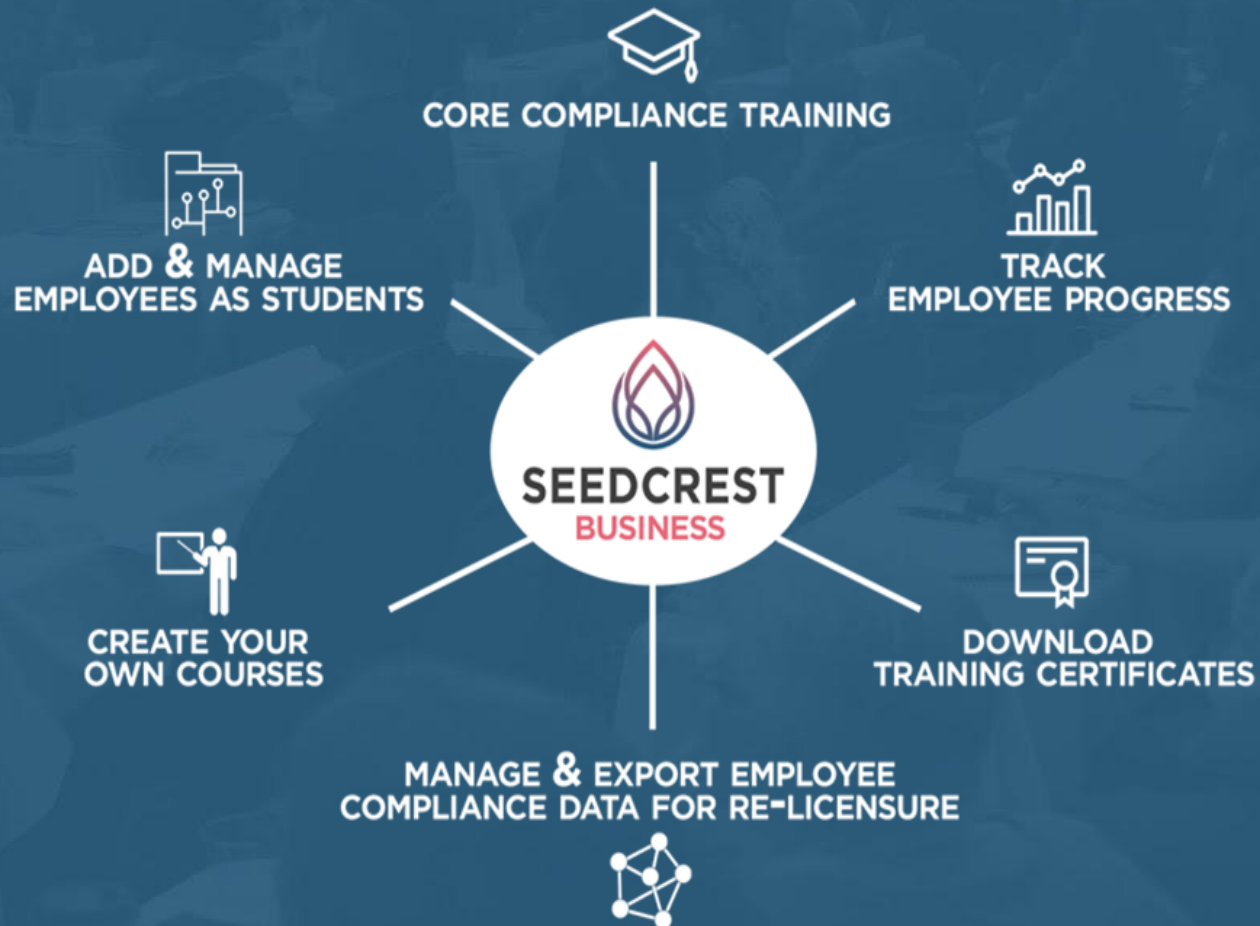 CORE COMPLIANCE TRAINING
ADD & MANAGE
EMPLOYEES AS STUDENTS
TRACK
EMPLOYEE PROGRESS
SEEDCREST
BUSINESS
CREATE YOUR
OWN COURSES
DOWNLOAD
TRAINING CERTIFICATES
MANAGE & EXPORT EMPLOYEE
COMPLIANCE DATA FOR RE-LICENSURE